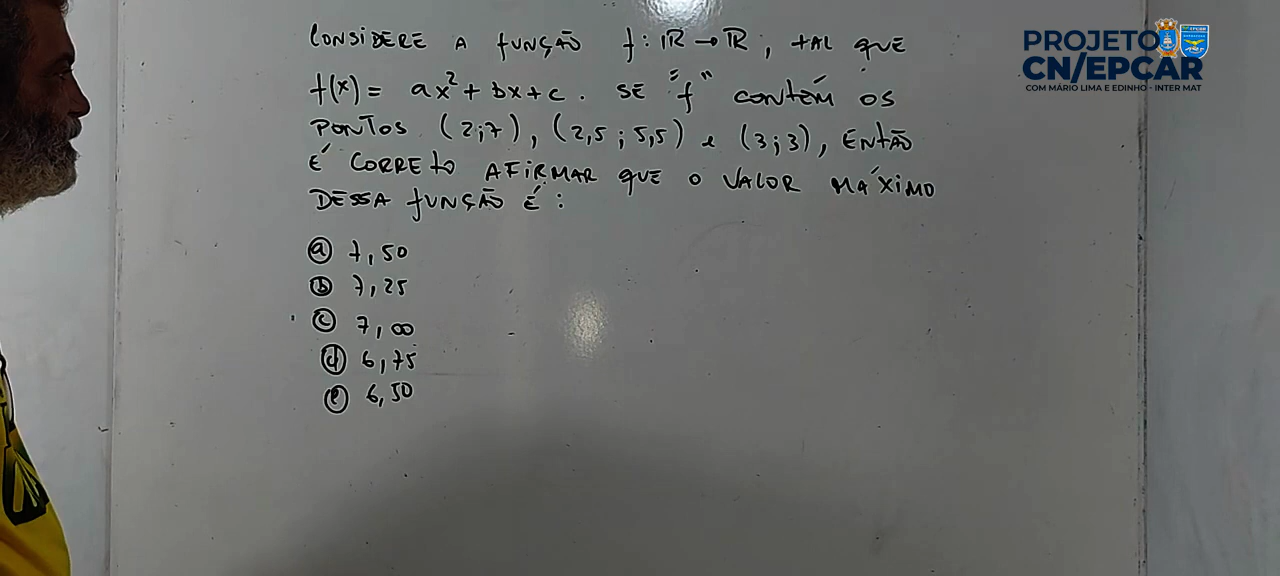 CONSIDERE A FUNÇÃO f: ℝ → ℝ, TAL QUE
f(x) = ax² + bx + c. SE "f" CONTÉM OS
PONTOS (2;7), (2,5 ; 5,5) e (3;3), ENTÃO
É CORRETO AFIRMAR QUE O VALOR MÁXIMO
DESSA FUNÇÃO É:
ⓐ 7,50
ⓑ 7,25
ⓒ 7,00
ⓓ 6,75
ⓔ 6,50
PROJETO
CN/EPCAR
COM MÁRIO LIMA E EDINHO - INTER MAT